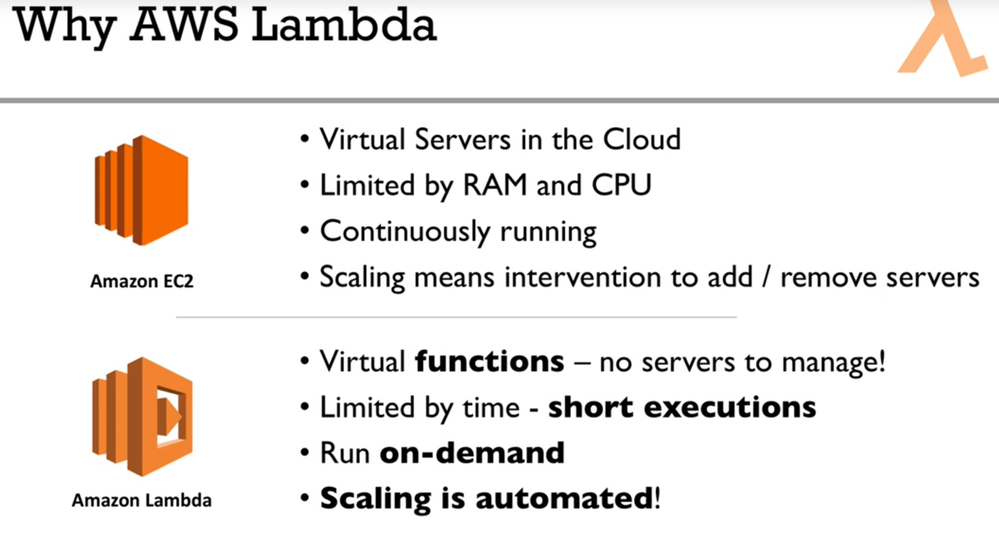 Why AWS Lambda
• Virtual Servers in the Cloud
• Limited by RAM and CPU
• Continuously running
• Scaling means intervention to add / remove servers
Amazon EC2
• Virtual functions – no servers to manage!
• Limited by time - short executions
• Run on-demand
• Scaling is automated!
Amazon Lambda